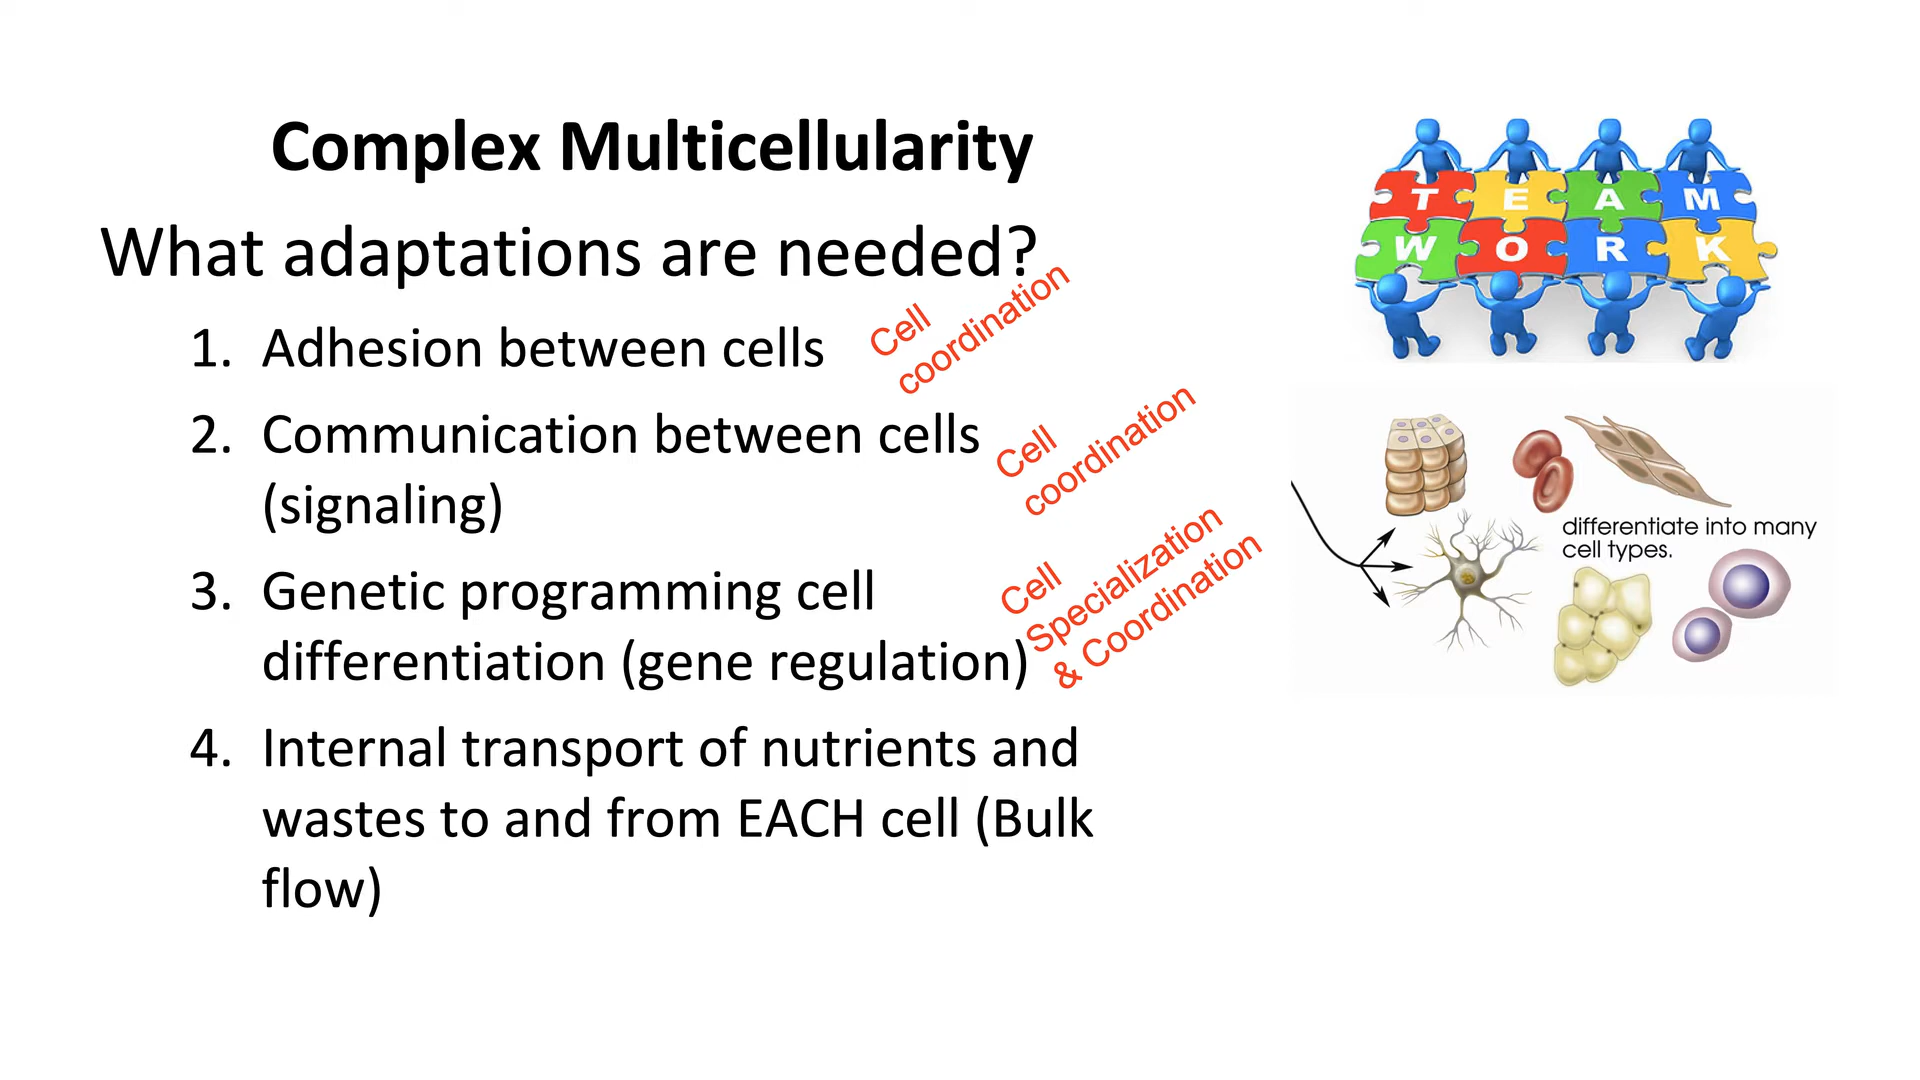 Complex Multicellularity
What adaptations are needed?
1. Adhesion between cells
Cell
coordination
2. Communication between cells
(signaling)
Cell
coordination
3. Genetic programming cell
differentiation (gene regulation)
Cell
Specialization
& Coordination
4. Internal transport of nutrients and
wastes to and from EACH cell (Bulk
flow)
TEAM
WORK
differentiate into many
cell types.